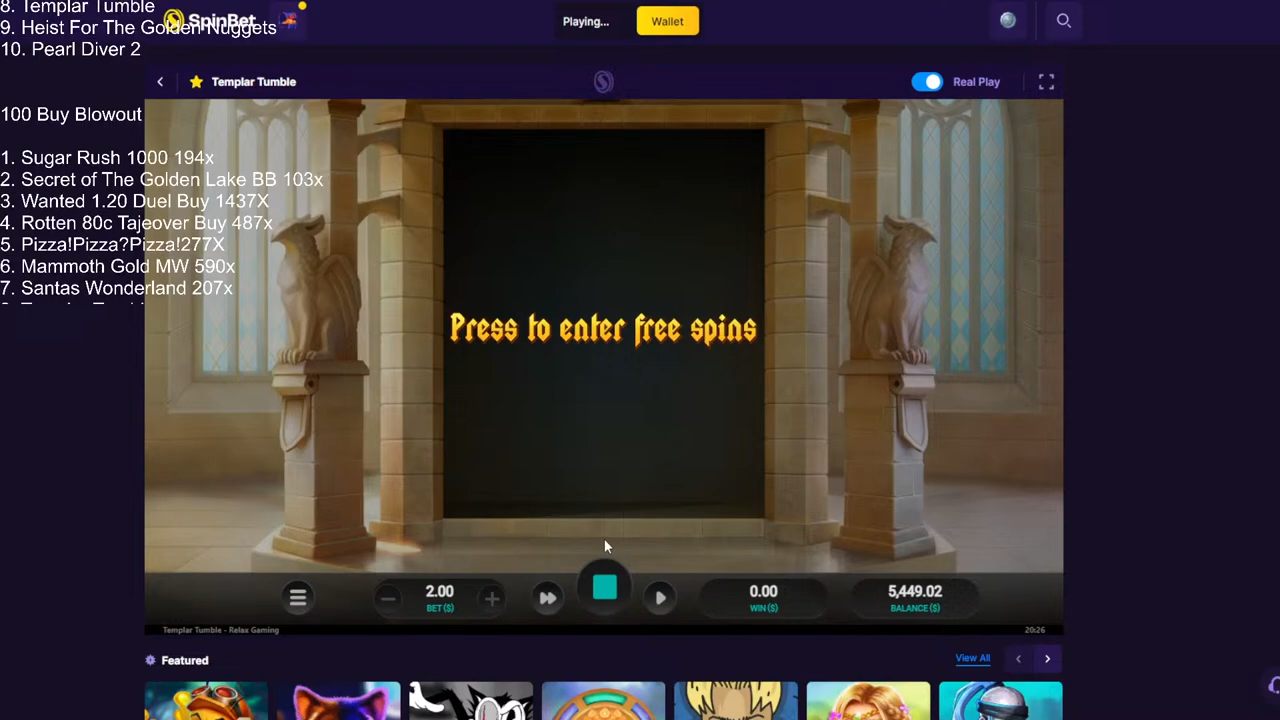 8. Templar Tumble
SpinBet
9. Heist For The Golden Nuggets
10. Pearl Diver 2
Playing...
Wallet
Templar Tumble
Real Play
100 Buy Blowout
1. Sugar Rush 1000 194x
2. Secret of The Golden Lake BB 103x
3. Wanted 1.20 Duel Buy 1437X
4. Rotten 80c Tajeover Buy 487x
5. Pizza!Pizza?Pizza!277X
6. Mammoth Gold MW 590x
7. Santas Wonderland 207x
Press to enter free spins
2.00
BET($)
0.00
WIN($)
5,449.02
BALANCE($)
Templar Tumble - Relax Gaming
20:26
Featured
View All